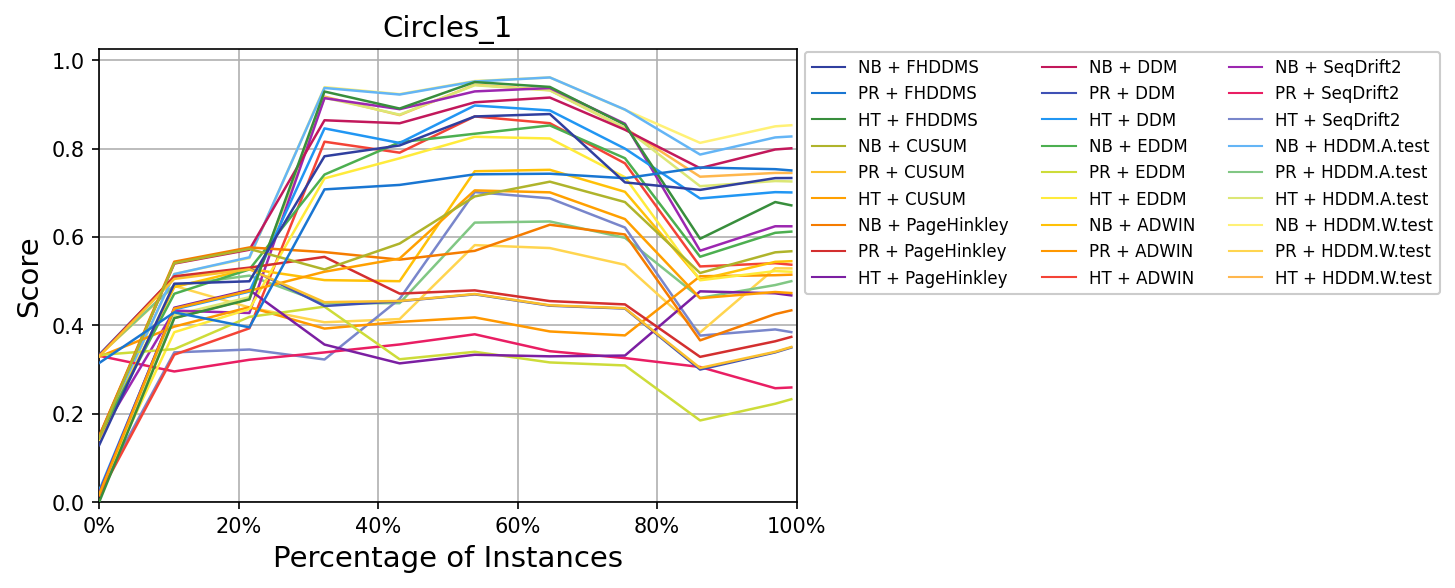 Circles_1
1.0
0.8
0.6
0.4
0.2
0.0
Score
0%
20%
40%
60%
80%
100%
Percentage of Instances
NB + FHDDMS
PR + FHDDMS
HT + FHDDMS
NB + CUSUM
PR + CUSUM
HT + CUSUM
NB + PageHinkley
PR + PageHinkley
HT + PageHinkley
NB + DDM
PR + DDM
HT + DDM
NB + EDDM
PR + EDDM
HT + EDDM
NB + ADWIN
PR + ADWIN
HT + ADWIN
NB + SeqDrift2
PR + SeqDrift2
HT + SeqDrift2
NB + HDDM.A.test
PR + HDDM.A.test
HT + HDDM.A.test
NB + HDDM.W.test
PR + HDDM.W.test
HT + HDDM.W.test